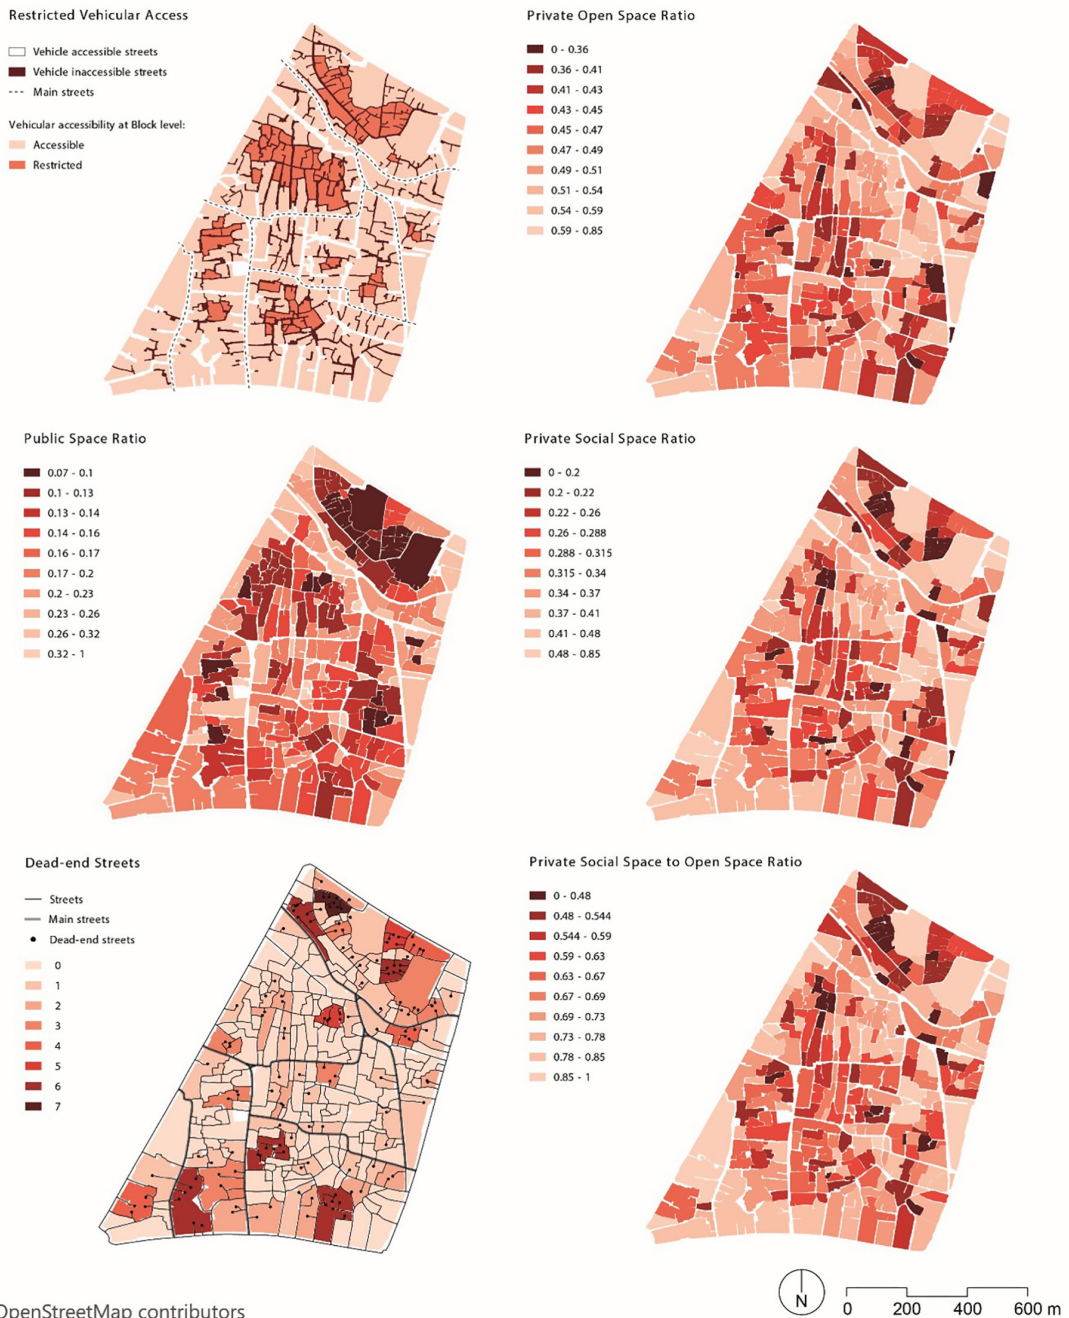 Restricted Vehicular Access
Vehicle accessible streets
Vehicle inaccessible streets
Main streets
Vehicular accessibility at Block level:
Accessible
Restricted
Private Open Space Ratio
0 - 0.36
0.36 - 0.41
0.41 - 0.43
0.43 - 0.45
0.45 - 0.47
0.47 - 0.49
0.49 - 0.51
0.51 - 0.54
0.54 - 0.59
0.59 - 0.85
Public Space Ratio
0.07 - 0.1
0.1 - 0.13
0.13 - 0.14
0.14 - 0.16
0.16 - 0.17
0.17 - 0.2
0.2 - 0.23
0.23 - 0.26
0.26 - 0.32
0.32 - 1
Private Social Space Ratio
0 - 0.2
0.2 - 0.22
0.22 - 0.26
0.26 - 0.288
0.288 - 0.315
0.315 - 0.34
0.34 - 0.37
0.37 - 0.41
0.41 - 0.48
0.48 - 0.85
Dead-end Streets
Streets
Main streets
Dead-end streets
0
1
2
3
4
5
6
7
Private Social Space to Open Space Ratio
0 - 0.48
0.48 - 0.544
0.544 - 0.59
0.59 - 0.63
0.63 - 0.67
0.67 - 0.69
0.69 - 0.73
0.73 - 0.78
0.78 - 0.85
0.85 - 1
OpenStreetMap contributors
N
0 200 400 600 m